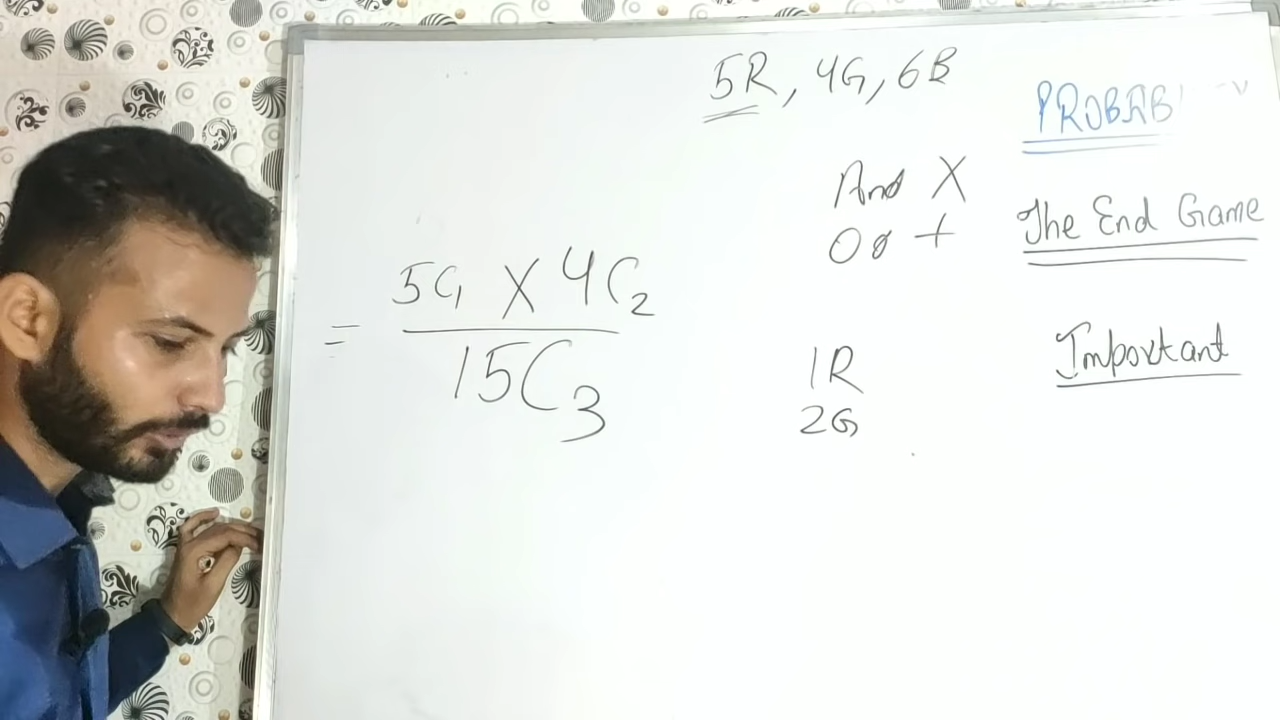 5R, 4G, 6B
PROBAB
And X
Or +
The End Game
= 5C1 X 4C2
15C3
1R
2G
Important